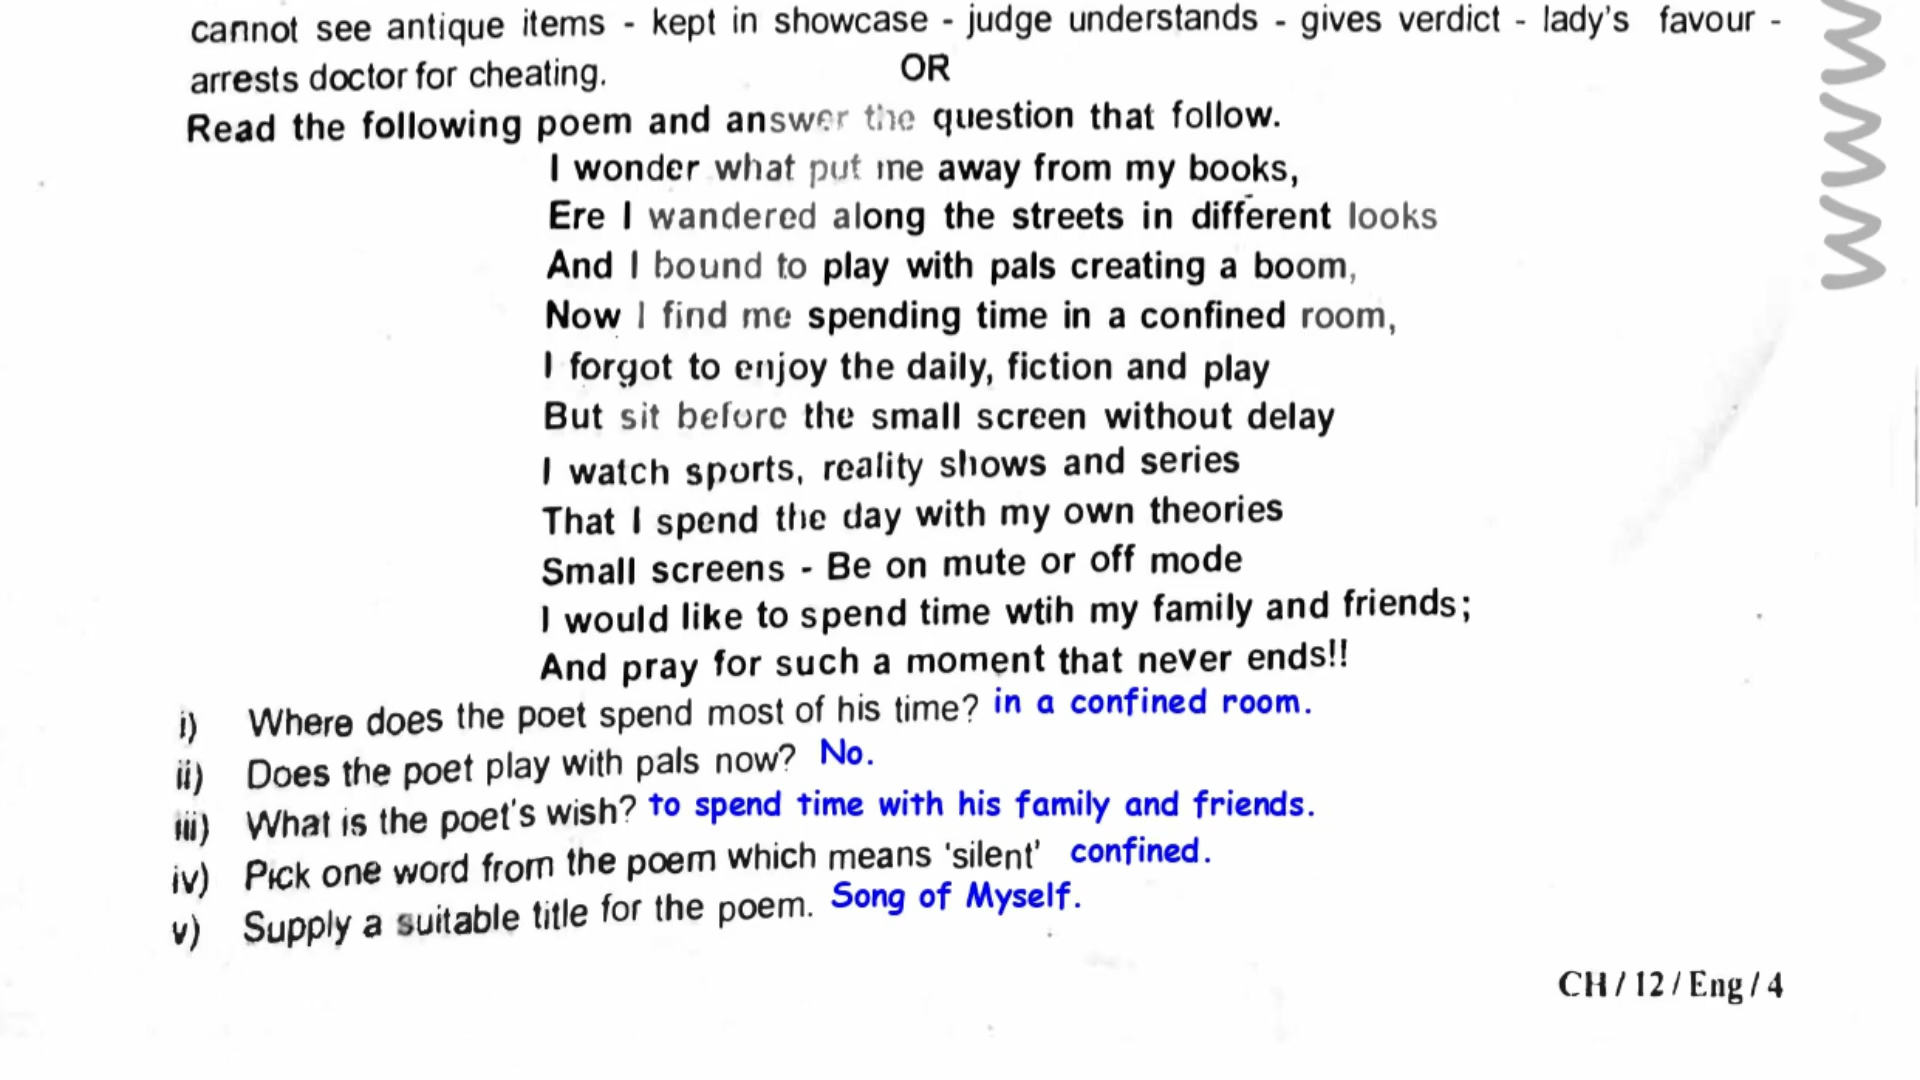 cannot see antique items - kept in showcase - judge understands - gives verdict - lady's favour -
arrests doctor for cheating.
OR
Read the following poem and answer the question that follow.
I wonder what put me away from my books,
Ere I wandered along the streets in different looks
And I bound to play with pals creating a boom,
Now I find me spending time in a confined room,
I forgot to enjoy the daily, fiction and play
But sit before the small screen without delay
I watch sports, reality shows and series
That I spend the day with my own theories
Small screens - Be on mute or off mode
I would like to spend time wtih my family and friends;
And pray for such a moment that never ends!!
i) Where does the poet spend most of his time? in a confined room.
ii) Does the poet play with pals now? No.
iii) What is the poet's wish? to spend time with his family and friends.
iv) Pick one word from the poem which means 'silent' confined.
v) Supply a suitable title for the poem. Song of Myself.
CH / 12 / Eng / 4